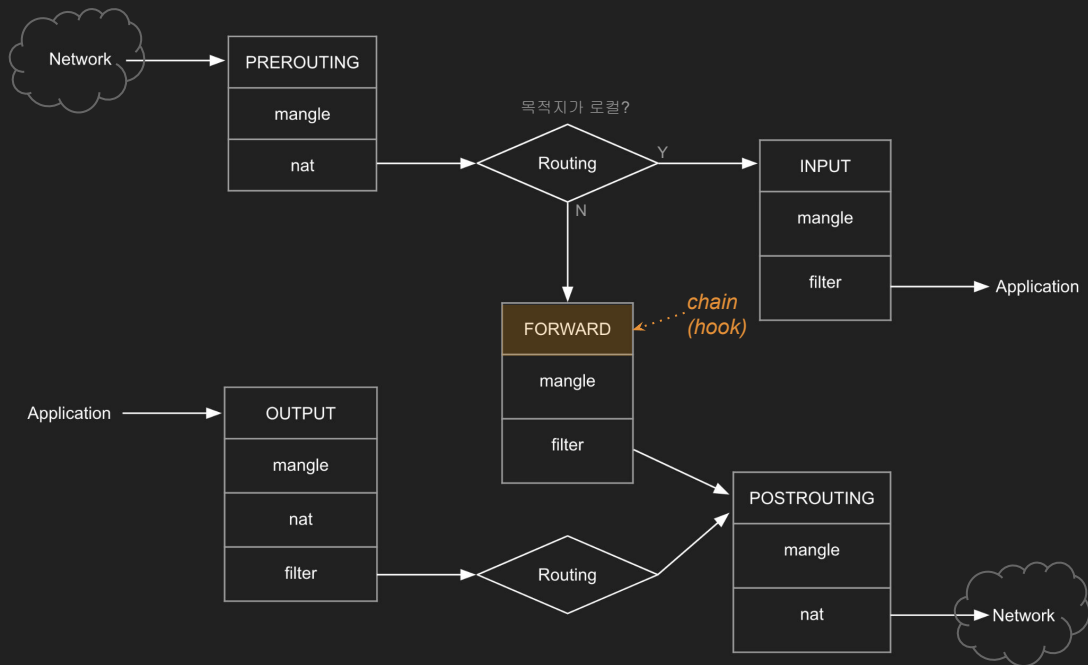 Network
PREROUTING
mangle
nat
목적지가 로컬?
Routing
Y
N
INPUT
mangle
filter
Application
chain
(hook)
FORWARD
mangle
filter
Application
OUTPUT
mangle
nat
filter
Routing
POSTROUTING
mangle
nat
Network